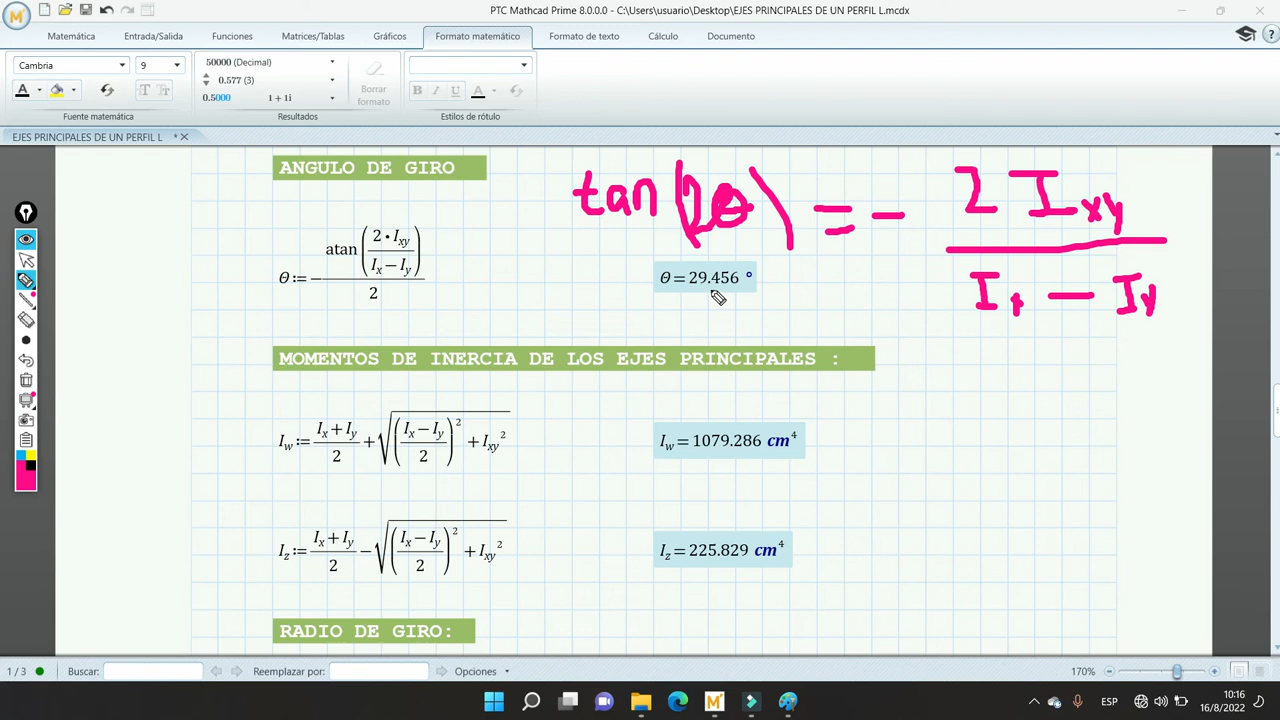 PTC Mathcad Prime 8.0.0.0 - C:\Users\usuario\Desktop\EJES PRINCIPALES DE UN PERFIL L.mcdx
Matemática Entrada/Salida Funciones Matrices/Tablas Gráficos Formato matemático Formato de texto Cálculo Documento
Cambria 9 50000 (Decimal)
0.577 (3)
A 0.5000 1 + 1i Borrar formato B I U A
Fuente matemática Resultados Estilos de rótulo
EJES PRINCIPALES DE UN PERFIL L *
ANGULO DE GIRO
tan(2θ) = - 2 Ixy / Ix - Iy
θ := - atan(2 • Ixy / Ix - Iy) / 2
θ = 29.456 °
MOMENTOS DE INERCIA DE LOS EJES PRINCIPALES :
Iw := Ix + Iy / 2 + √((Ix - Iy / 2)² + Ixy²) Iw = 1079.286 cm⁴
Iz := Ix + Iy / 2 - √((Ix - Iy / 2)² + Ixy²) Iz = 225.829 cm⁴
RADIO DE GIRO:
1 / 3 Buscar: Reemplazar por: Opciones 170%
ESP 10:16
16/8/2022